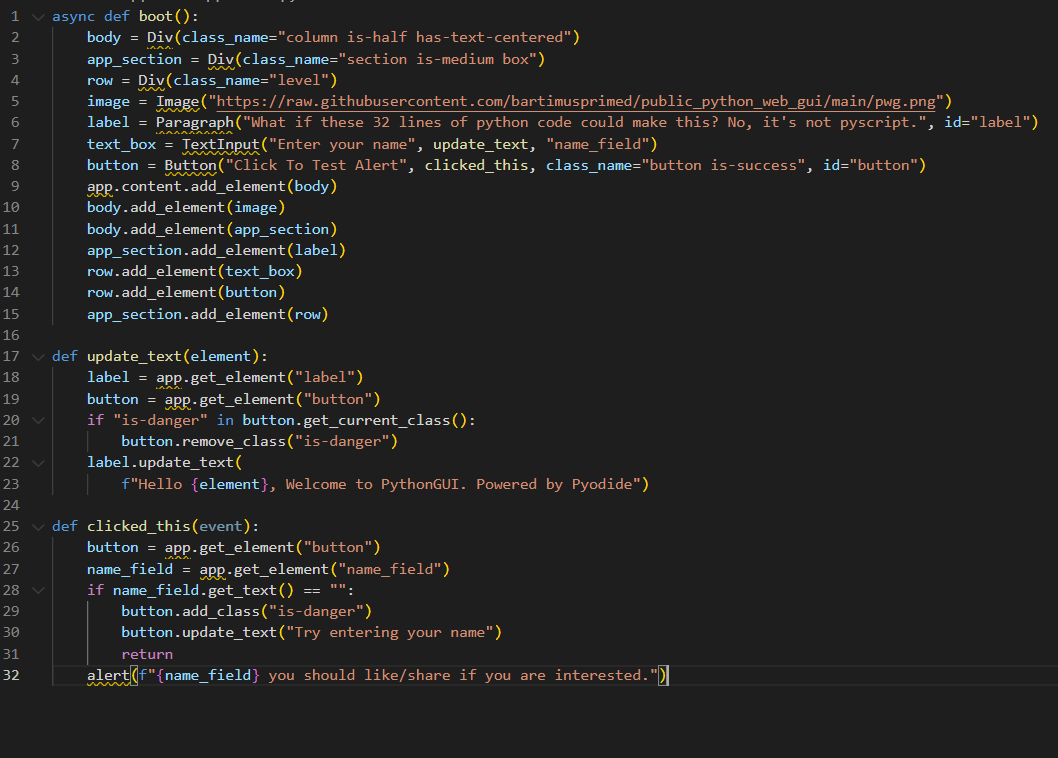 1 async def boot():
2 body = Div(class_name="column is-half has-text-centered")
3 app_section = Div(class_name="section is-medium box")
4 row = Div(class_name="level")
5 image = Image("https://raw.githubusercontent.com/bartimusprimed/public_python_web_gui/main/pwg.png")
6 label = Paragraph("What if these 32 lines of python code could make this? No, it's not pyscript.", id="label")
7 text_box = TextInput("Enter your name", update_text, "name_field")
8 button = Button("Click To Test Alert", clicked_this, class_name="button is-success", id="button")
9 app.content.add_element(body)
10 body.add_element(image)
11 body.add_element(app_section)
12 app_section.add_element(label)
13 row.add_element(text_box)
14 row.add_element(button)
15 app_section.add_element(row)
16
17 def update_text(element):
18 label = app.get_element("label")
19 button = app.get_element("button")
20 if "is-danger" in button.get_current_class():
21 button.remove_class("is-danger")
22 label.update_text(
23 f"Hello {element}, Welcome to PythonGUI. Powered by Pyodide")
24
25 def clicked_this(event):
26 button = app.get_element("button")
27 name_field = app.get_element("name_field")
28 if name_field.get_text() == "":
29 button.add_class("is-danger")
30 button.update_text("Try entering your name")
31 return
32 alert(f"{name_field} you should like/share if you are interested.")